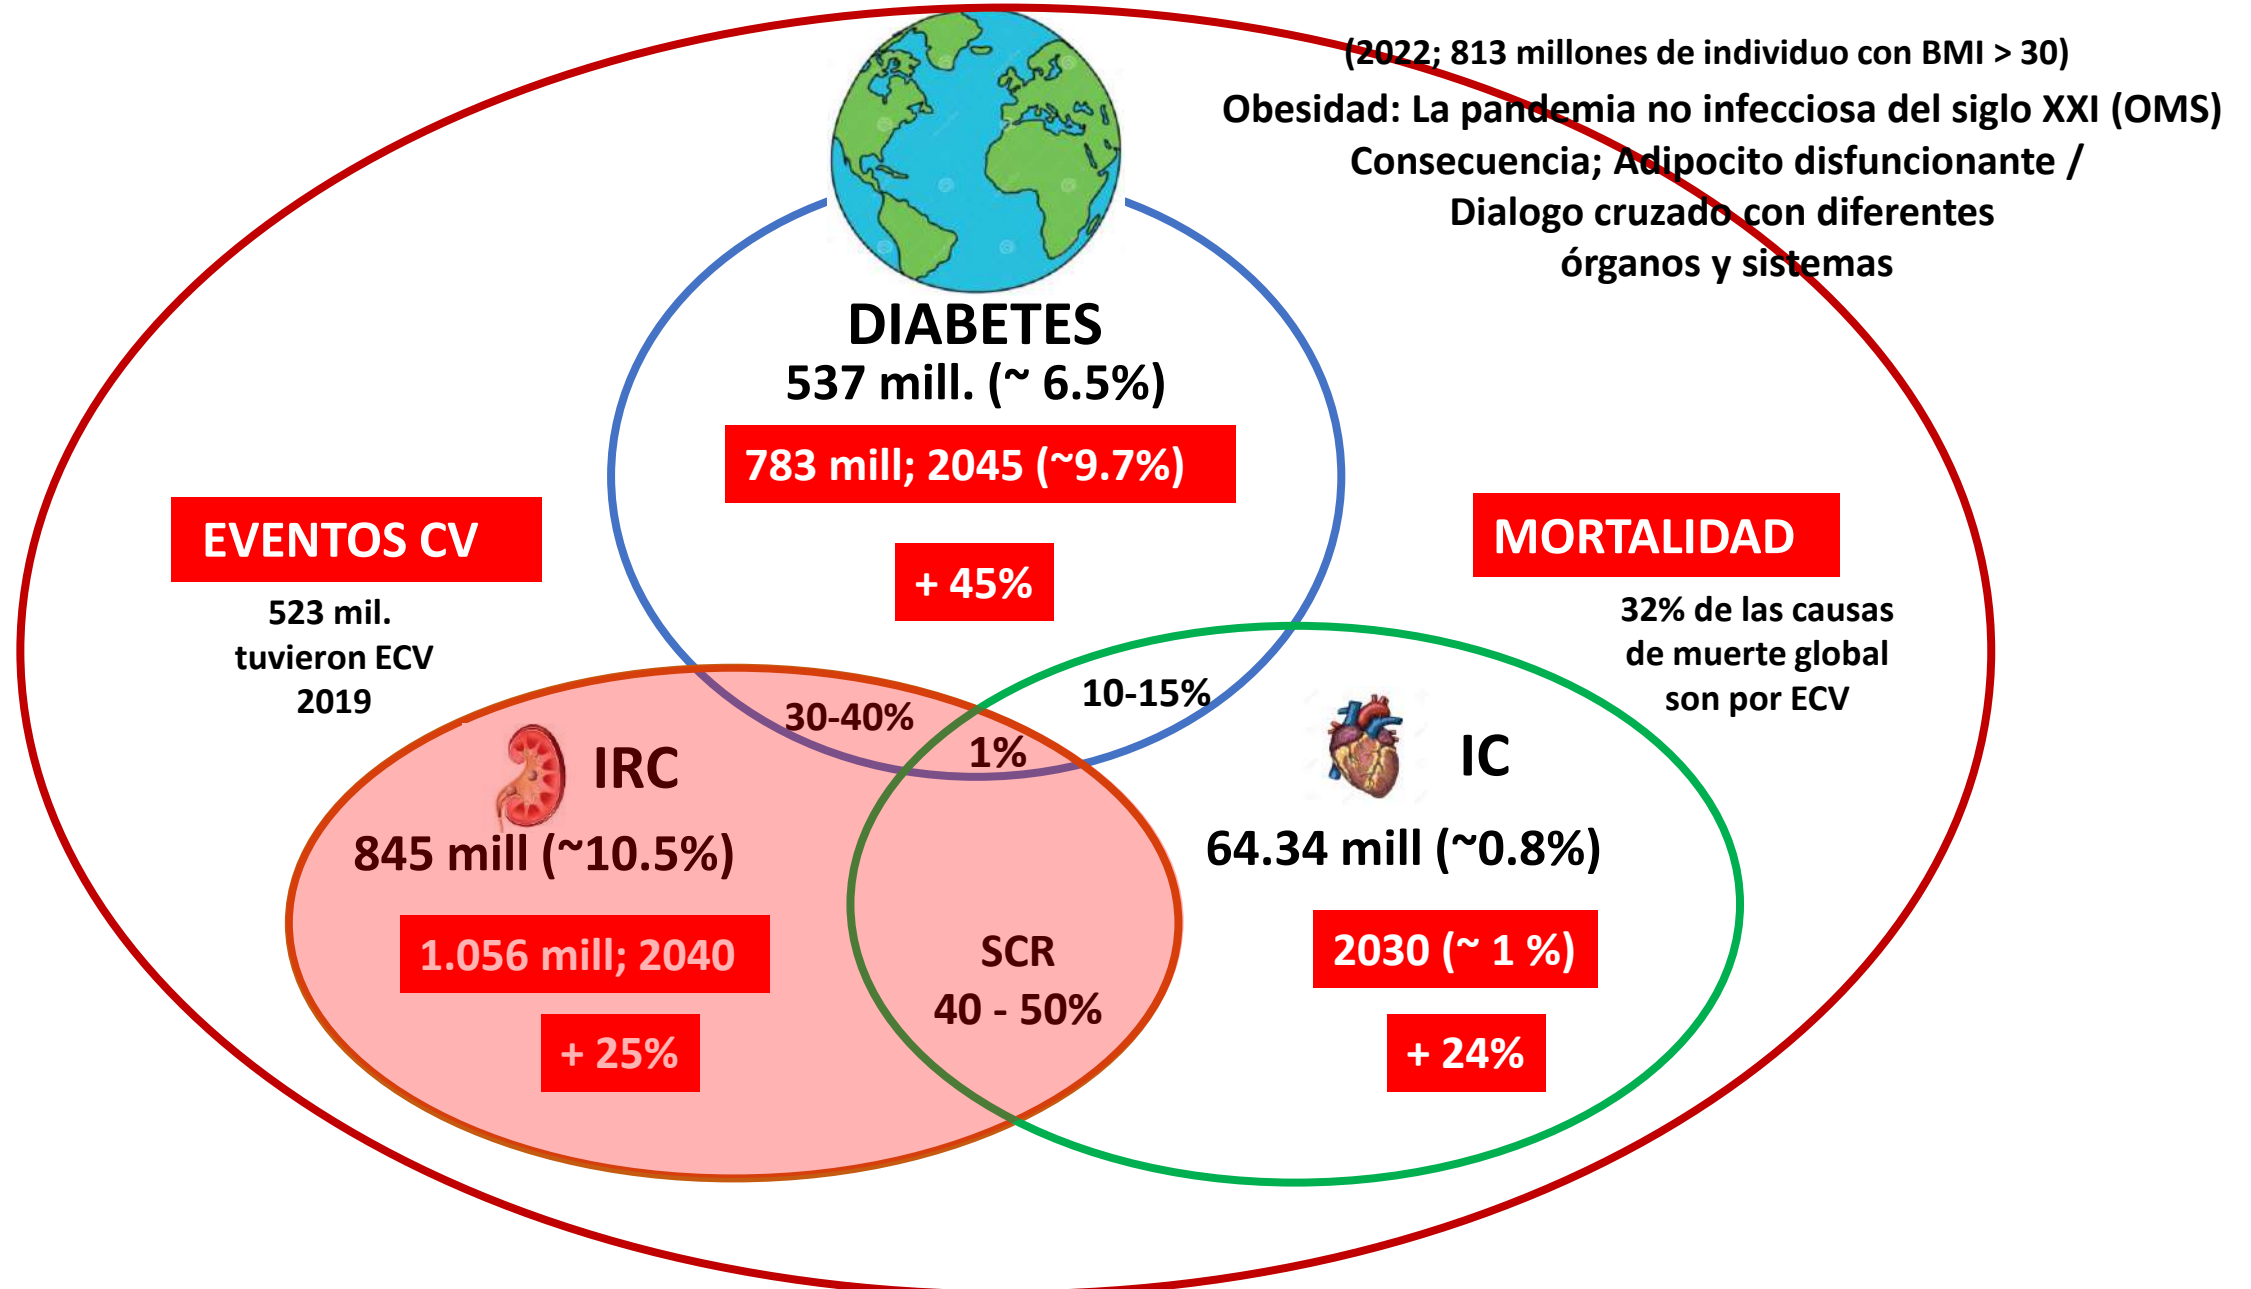 (2022; 813 millones de individuo con BMI > 30)
Obesidad: La pandemia no infecciosa del siglo XXI (OMS)
Consecuencia; Adipocito disfuncionante /
Dialogo cruzado con diferentes
órganos y sistemas
DIABETES
537 mill. (~ 6.5%)
783 mill; 2045 (~9.7%)
+ 45%
EVENTOS CV
523 mil.
tuvieron ECV
2019
MORTALIDAD
32% de las causas
de muerte global
son por ECV
30-40%
1%
10-15%
IRC
845 mill (~10.5%)
1.056 mill; 2040
+ 25%
SCR
40 - 50%
IC
64.34 mill (~0.8%)
2030 (~ 1 %)
+ 24%